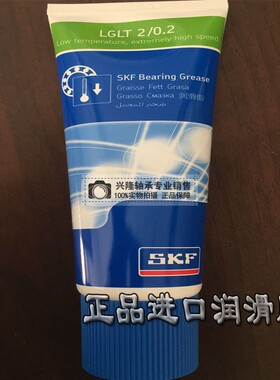 LGLT 2/0.2
Low temperature, extremely high speed
SKF Bearing Grease
Graisse Fett Grasa
Grasso Смазка 润滑脂
شحم للتحميل
兴隆轴承专业销售
100%实物拍摄 正品保障
SKF
正品进口润滑